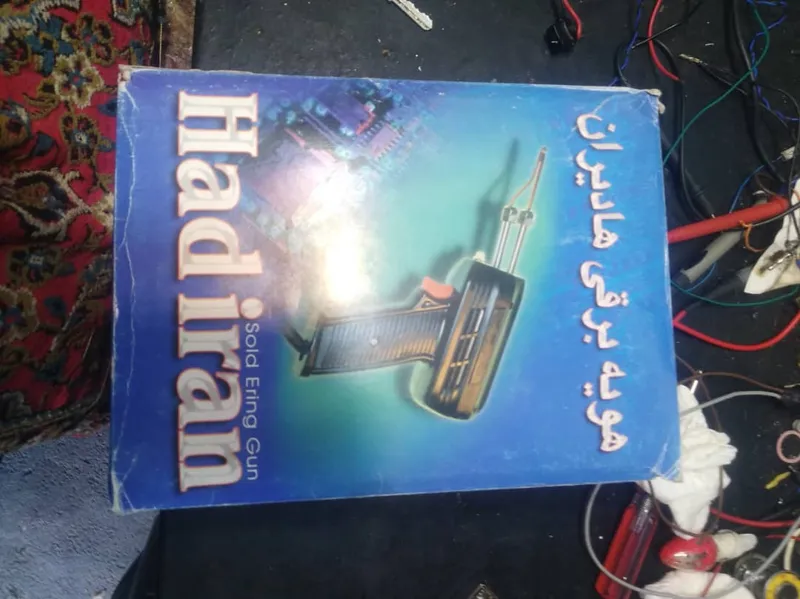 هویه برقی هادیران
Sold Ering Gun
Hadiran